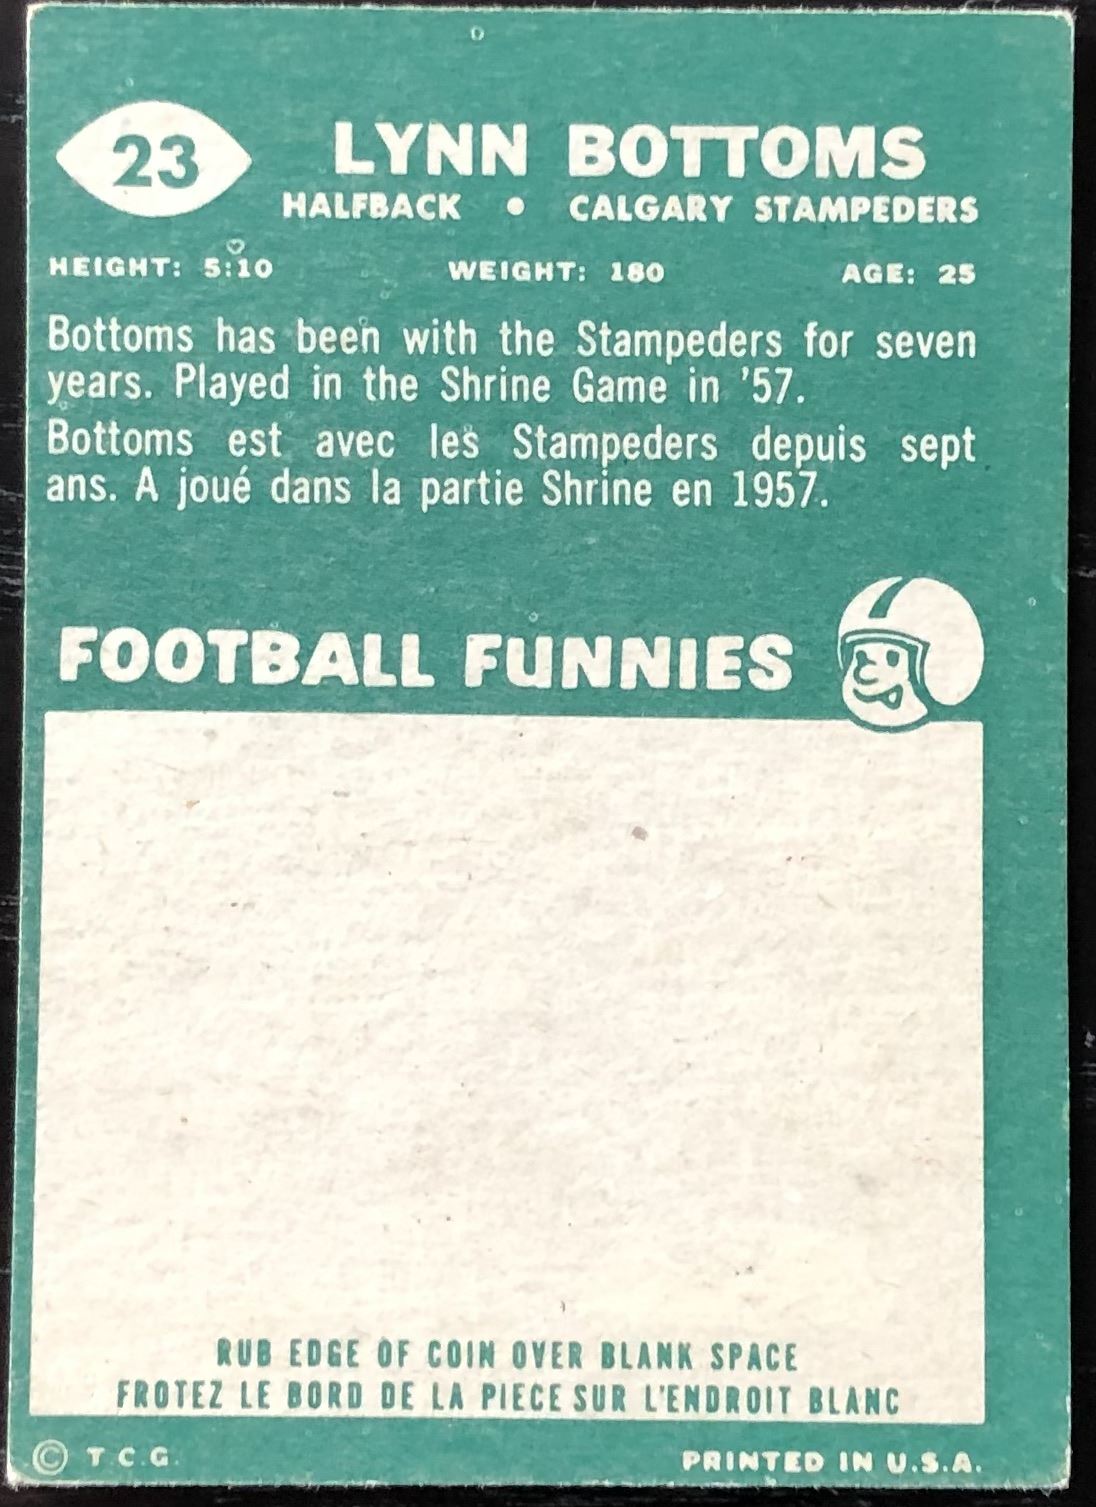 23
LYNN BOTTOMS
HALFBACK • CALGARY STAMPEDERS
HEIGHT: 5:10 WEIGHT: 180 AGE: 25
Bottoms has been with the Stampeders for seven
years. Played in the Shrine Game in '57.
Bottoms est avec les Stampeders depuis sept
ans. A joué dans la partie Shrine en 1957.
FOOTBALL FUNNIES
RUB EDGE OF COIN OVER BLANK SPACE
FROTEZ LE BORD DE LA PIECE SUR L'ENDROIT BLANC
© T.C.G. PRINTED IN U.S.A.